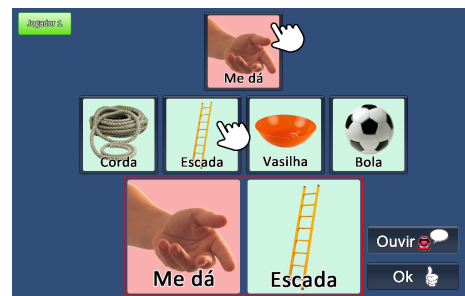 Jogador 1
Me dá
Corda
Escada
Vasilha
Bola
Me dá
Escada
Ouvir
Ok